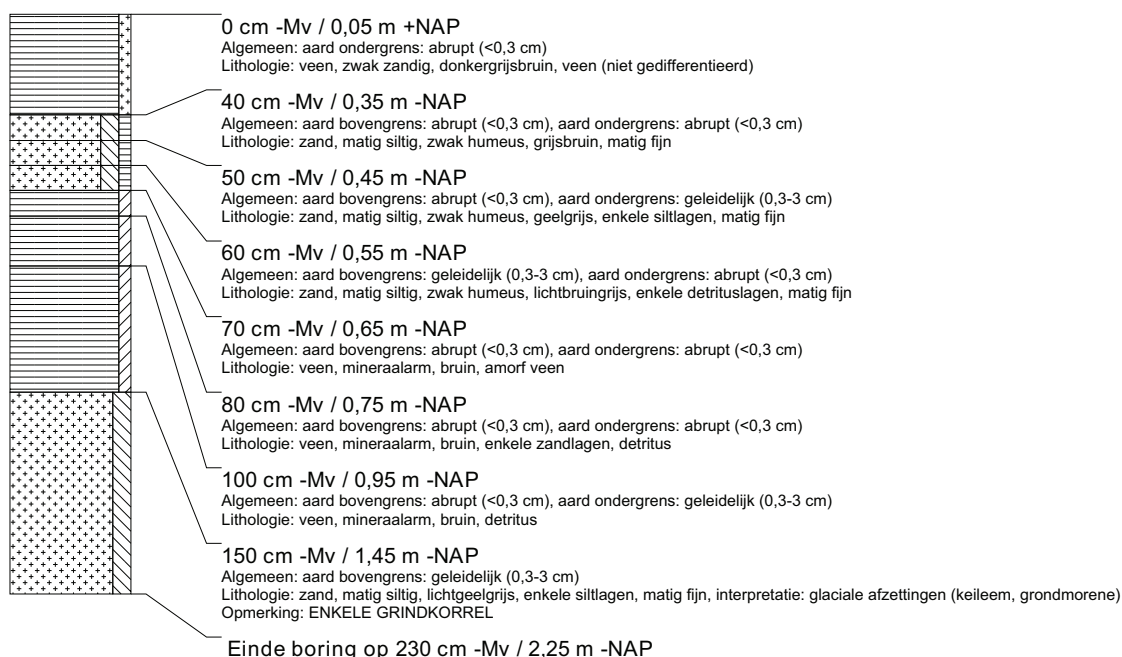 0 cm -Mv / 0,05 m +NAP
Algemeen: aard ondergrens: abrupt (<0,3 cm)
Lithologie: veen, zwak zandig, donkergrijsbruin, veen (niet gedifferentieerd)
40 cm -Mv / 0,35 m -NAP
Algemeen: aard bovengrens: abrupt (<0,3 cm), aard ondergrens: abrupt (<0,3 cm)
Lithologie: zand, matig siltig, zwak humeus, grijsbruin, matig fijn
50 cm -Mv / 0,45 m -NAP
Algemeen: aard bovengrens: abrupt (<0,3 cm), aard ondergrens: geleidelijk (0,3-3 cm)
Lithologie: zand, matig siltig, zwak humeus, geelgrijs, enkele siltlagen, matig fijn
60 cm -Mv / 0,55 m -NAP
Algemeen: aard bovengrens: geleidelijk (0,3-3 cm), aard ondergrens: abrupt (<0,3 cm)
Lithologie: zand, matig siltig, zwak humeus, lichtbruingrijs, enkele detrituslagen, matig fijn
70 cm -Mv / 0,65 m -NAP
Algemeen: aard bovengrens: abrupt (<0,3 cm), aard ondergrens: abrupt (<0,3 cm)
Lithologie: veen, mineraalarm, bruin, amorf veen
80 cm -Mv / 0,75 m -NAP
Algemeen: aard bovengrens: abrupt (<0,3 cm), aard ondergrens: abrupt (<0,3 cm)
Lithologie: veen, mineraalarm, bruin, enkele zandlagen, detritus
100 cm -Mv / 0,95 m -NAP
Algemeen: aard bovengrens: abrupt (<0,3 cm), aard ondergrens: geleidelijk (0,3-3 cm)
Lithologie: veen, mineraalarm, bruin, detritus
150 cm -Mv / 1,45 m -NAP
Algemeen: aard bovengrens: geleidelijk (0,3-3 cm)
Lithologie: zand, matig siltig, lichtgeelgrijs, enkele siltlagen, matig fijn, interpretatie: glaciale afzettingen (keileem, grondmorene)
Opmerking: ENKELE GRINDKORREL
Einde boring op 230 cm -Mv / 2,25 m -NAP